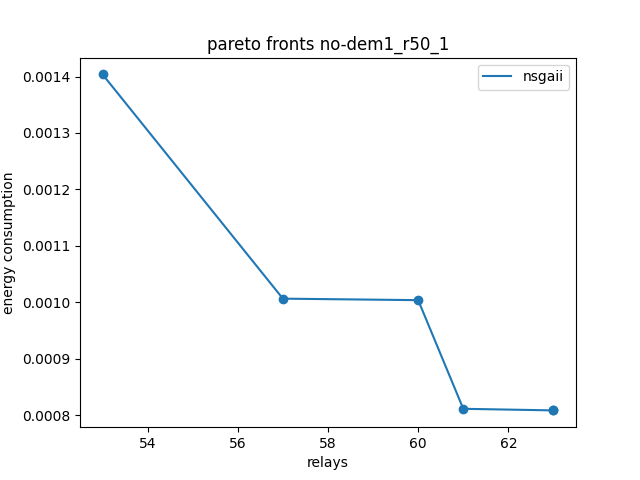 pareto fronts no-dem1_r50_1
nsgaii
0.0014
0.0013
0.0012
0.0011
0.0010
0.0009
0.0008
energy consumption
54 56 58 60 62
relays